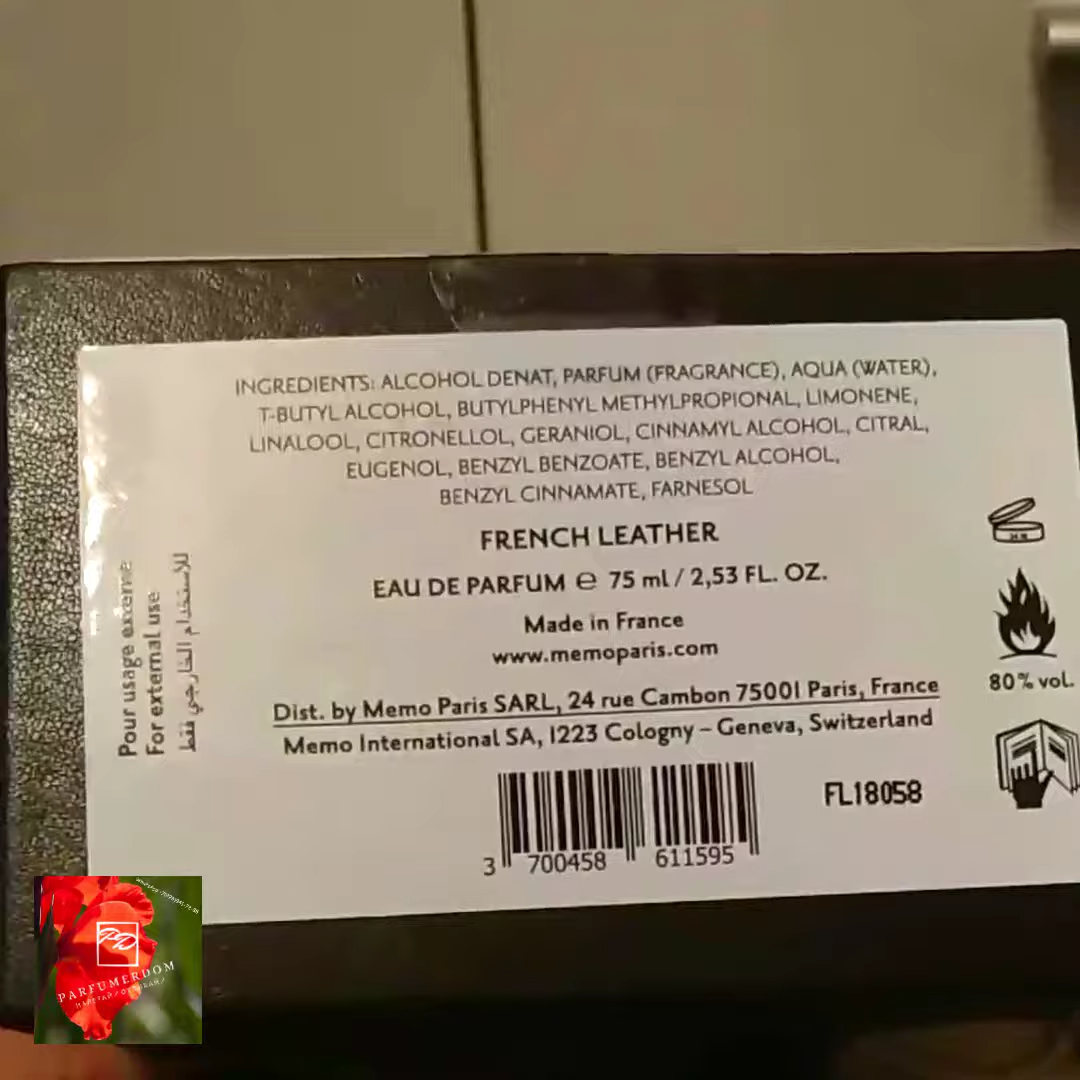 INGREDIENTS: ALCOHOL DENAT, PARFUM (FRAGRANCE), AQUA (WATER),
T-BUTYL ALCOHOL, BUTYLPHENYL METHYLPROPIONAL, LIMONENE,
LINALOOL, CITRONELLOL, GERANIOL, CINNAMYL ALCOHOL, CITRAL,
EUGENOL, BENZYL BENZOATE, BENZYL ALCOHOL,
BENZYL CINNAMATE, FARNESOL
FRENCH LEATHER
EAU DE PARFUM ℮ 75 ml / 2,53 FL. OZ.
Made in France
www.memoparis.com
Dist. by Memo Paris SARL, 24 rue Cambon 75001 Paris, France
Memo International SA, 1223 Cologny – Geneva, Switzerland
FL18058
3 700458 611595
80% vol.
Pour usage externe
For external use
للاستخدام الخارجي فقط
PD
PARFUMERDOM